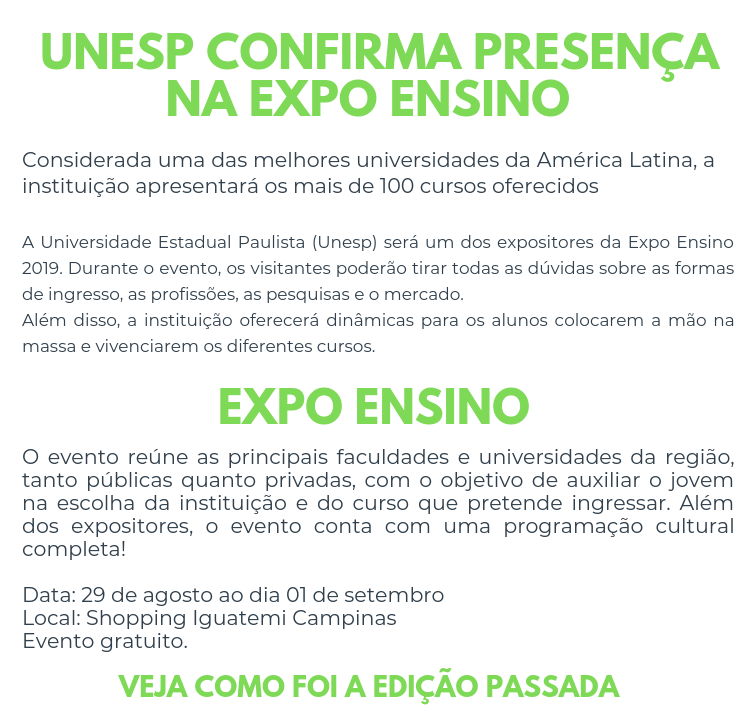 UNESP CONFIRMA PRESENÇA
NA EXPO ENSINO
Considerada uma das melhores universidades da América Latina, a
instituição apresentará os mais de 100 cursos oferecidos
A Universidade Estadual Paulista (Unesp) será um dos expositores da Expo Ensino
2019. Durante o evento, os visitantes poderão tirar todas as dúvidas sobre as formas
de ingresso, as profissões, as pesquisas e o mercado.
Além disso, a instituição oferecerá dinâmicas para os alunos colocarem a mão na
massa e vivenciarem os diferentes cursos.
EXPO ENSINO
O evento reúne as principais faculdades e universidades da região,
tanto públicas quanto privadas, com o objetivo de auxiliar o jovem
na escolha da instituição e do curso que pretende ingressar. Além
dos expositores, o evento conta com uma programação cultural
completa!
Data: 29 de agosto ao dia 01 de setembro
Local: Shopping Iguatemi Campinas
Evento gratuito.
VEJA COMO FOI A EDIÇÃO PASSADA